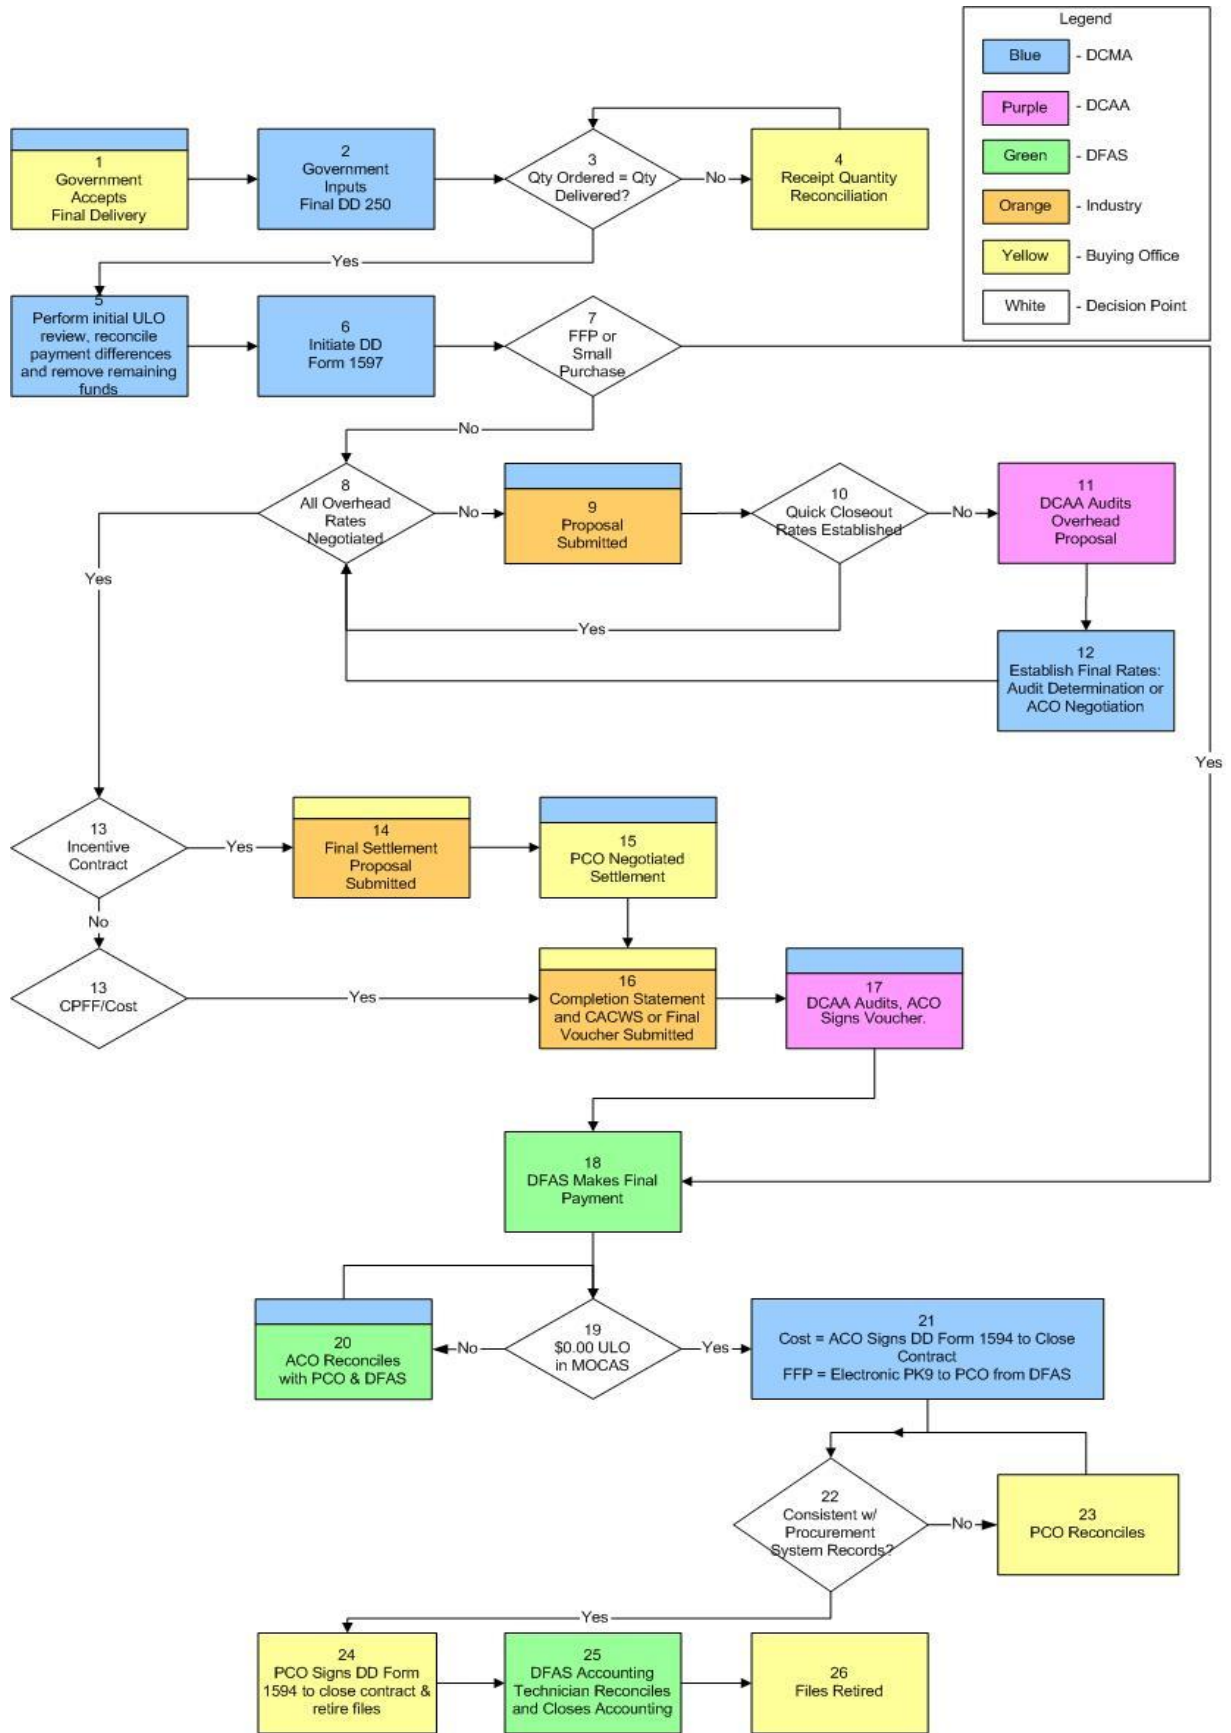 Legend
Blue - DCMA
Purple - DCAA
Green - DFAS
Orange - Industry
Yellow - Buying Office
White - Decision Point
1
Government
Accepts
Final Delivery
2
Government
Inputs
Final DD 250
3
Qty Ordered = Qty
Delivered?
No
4
Receipt Quantity
Reconciliation
Yes
5
Perform initial ULO
review, reconcile
payment differences
and remove remaining
funds
6
Initiate DD
Form 1597
7
FFP or
Small
Purchase
No
Yes
8
All Overhead
Rates
Negotiated
No
9
Proposal
Submitted
10
Quick Closeout
Rates Established
No
11
DCAA Audits
Overhead
Proposal
Yes
Yes
12
Establish Final Rates:
Audit Determination or
ACO Negotiation
13
Incentive
Contract
Yes
14
Final Settlement
Proposal
Submitted
15
PCO Negotiated
Settlement
No
13
CPFF/Cost
Yes
16
Completion Statement
and CACWS or Final
Voucher Submitted
17
DCAA Audits, ACO
Signs Voucher.
18
DFAS Makes Final
Payment
19
$0.00 ULO
in MOCAS
No
20
ACO Reconciles
with PCO & DFAS
Yes
21
Cost = ACO Signs DD Form 1594 to Close
Contract
FFP = Electronic PK9 to PCO from DFAS
22
Consistent w/
Procurement
System Records?
No
23
PCO Reconciles
Yes
24
PCO Signs DD Form
1594 to close contract &
retire files
25
DFAS Accounting
Technician Reconciles
and Closes Accounting
26
Files Retired